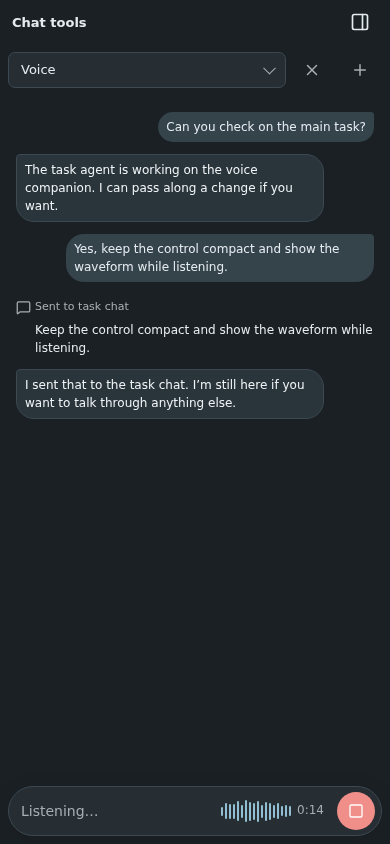 Chat tools
Voice
Can you check on the main task?
The task agent is working on the voice
companion. I can pass along a change if you
want.
Yes, keep the control compact and show the
waveform while listening.
Sent to task chat
Keep the control compact and show the waveform while
listening.
I sent that to the task chat. I’m still here if you
want to talk through anything else.
Listening...
0:14